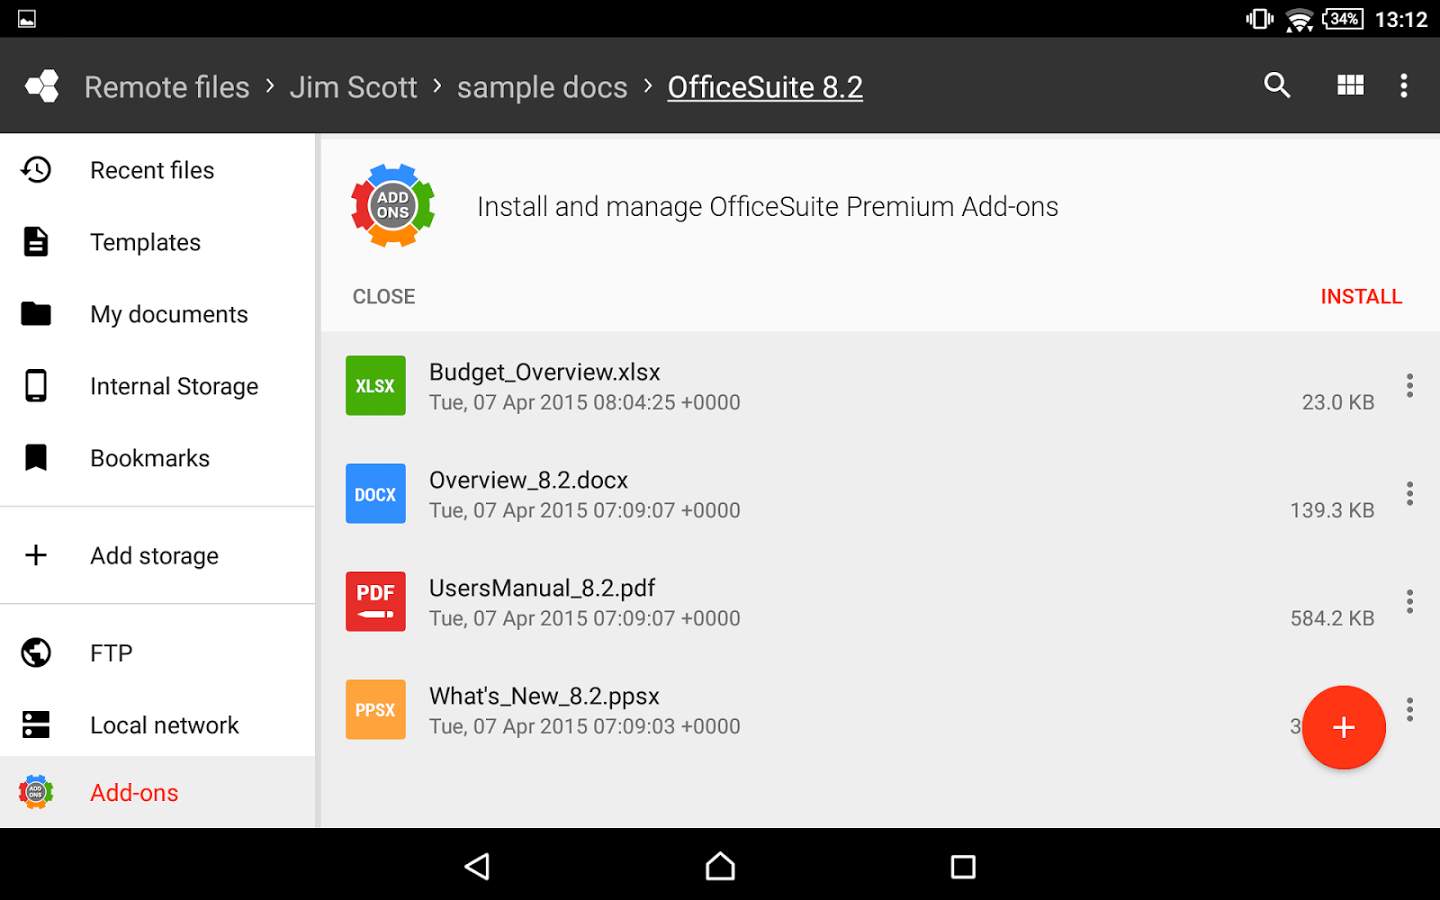 34% 13:12
Remote files > Jim Scott > sample docs > OfficeSuite 8.2
Recent files
Templates
My documents
Internal Storage
Bookmarks
Add storage
FTP
Local network
ADD ONS
Add-ons
ADD
ONS
Install and manage OfficeSuite Premium Add-ons
CLOSE INSTALL
XLSX
Budget_Overview.xlsx
Tue, 07 Apr 2015 08:04:25 +0000 23.0 KB
DOCX
Overview_8.2.docx
Tue, 07 Apr 2015 07:09:07 +0000 139.3 KB
PDF
UsersManual_8.2.pdf
Tue, 07 Apr 2015 07:09:07 +0000 584.2 KB
PPSX
What's_New_8.2.ppsx
Tue, 07 Apr 2015 07:09:03 +0000 3